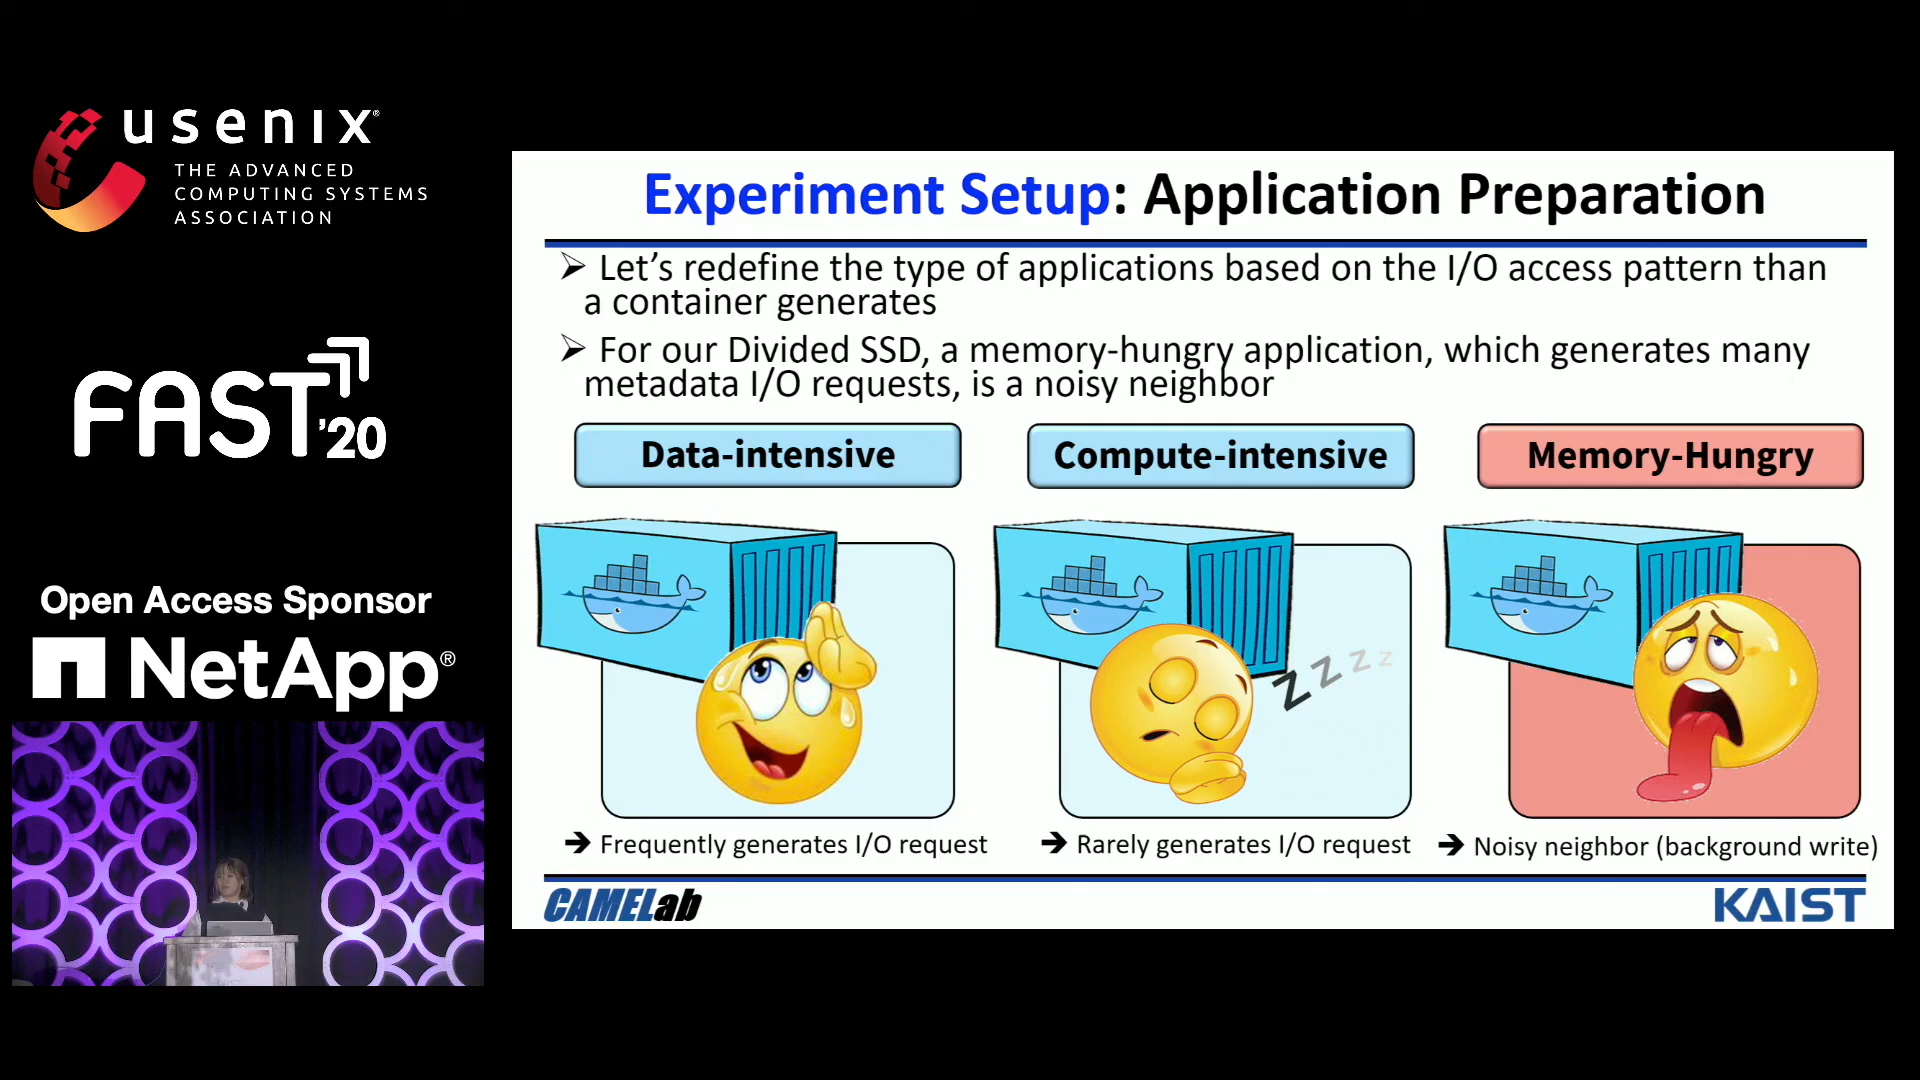 usenix®
THE ADVANCED
COMPUTING SYSTEMS
ASSOCIATION
FAST'20
Open Access Sponsor
NetApp®
Experiment Setup: Application Preparation
➢ Let's redefine the type of applications based on the I/O access pattern than
a container generates
➢ For our Divided SSD, a memory-hungry application, which generates many
metadata I/O requests, is a noisy neighbor
Data-intensive
Compute-intensive
Memory-Hungry
z z z z
➔ Frequently generates I/O request
➔ Rarely generates I/O request
➔ Noisy neighbor (background write)
CAMELab
KAIST